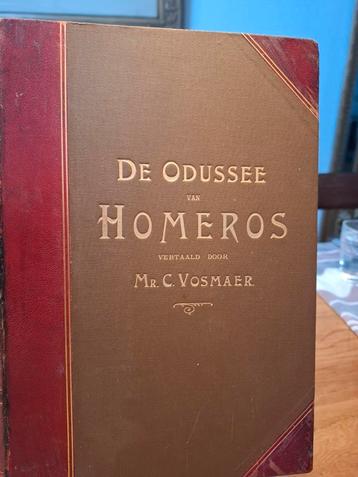 DE ODUSSEE
VAN
HOMEROS
VERTAALD DOOR
MR. C. VOSMAER.